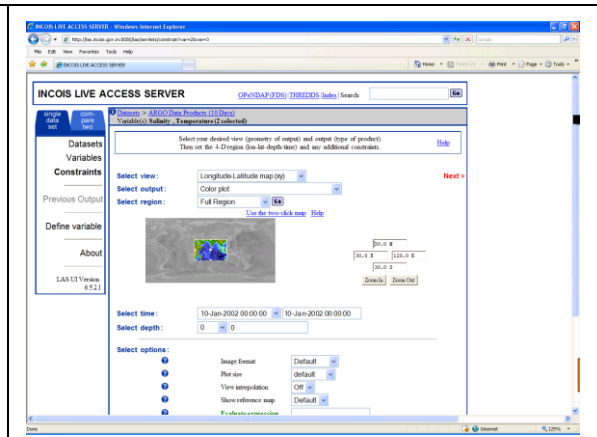 INCOIS LIVE ACCESS SERVER - Windows Internet Explorer
Google
File Edit View Favorites Tools Help
INCOIS LIVE ACCESS SERVER
Home Print Page Tools
INCOIS LIVE ACCESS SERVER
OPeNDAP (FDS) | THREDDS | Index | Search: Go
single data set
com- pare two
Datasets > ARGO Data Products (10 Days)
Variable(s): Salinity , Temperature (2 selected)
Datasets
Variables
Constraints
Previous Output
Define variable
About
LAS UI Version
6.5.2.1
Select your desired view (geometry of output) and output (type of product).
Then set the 4-D region (lon-lat-depth-time) and any additional constraints.
Help
Next >
Select view: Longitude-Latitude map (xy)
Select output: Color plot
Select region: Full Region Go
Use the two-click map Help
30.0 N
30.0 E 120.0 E
30.0 S
Zoom In Zoom Out
Select time: 10-Jan-2002 00:00:00 10-Jan-2002 00:00:00
Select depth: 0 0
Select options:
Image format Default
Plot size default
View interpolation Off
Show reference map Default
Evaluate expression
Done
Internet
125%